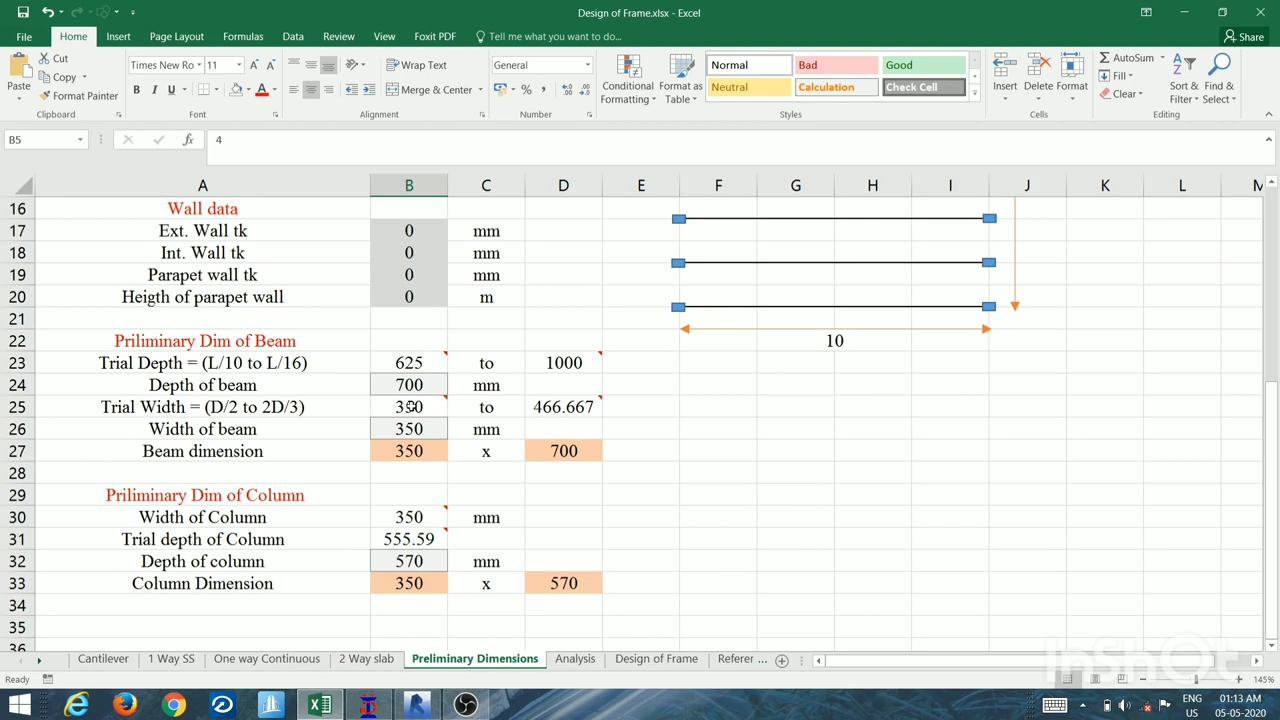 Design of Frame.xlsx - Excel
File Home Insert Page Layout Formulas Data Review View Foxit PDF Tell me what you want to do... Share
Paste Cut Copy Format Painter Clipboard
Times New Ro 11 B I U A Font
Wrap Text Merge & Center Alignment
General % Number
Conditional Formatting Format as Table
Normal Bad Good
Neutral Calculation Check Cell
Styles
Insert Delete Format Cells
AutoSum Fill Clear Sort & Filter Find & Select Editing
B5 fx 4
A B C D E F G H I J K L M
16 Wall data
17 Ext. Wall tk 0 mm
18 Int. Wall tk 0 mm
19 Parapet wall tk 0 mm
20 Heigth of parapet wall 0 m
21
22 Priliminary Dim of Beam 10
23 Trial Depth = (L/10 to L/16) 625 to 1000
24 Depth of beam 700 mm
25 Trial Width = (D/2 to 2D/3) 350 to 466.667
26 Width of beam 350 mm
27 Beam dimension 350 x 700
28
29 Priliminary Dim of Column
30 Width of Column 350 mm
31 Trial depth of Column 555.59
32 Depth of column 570 mm
33 Column Dimension 350 x 570
34
35
36
Cantilever 1 Way SS One way Continuous 2 Way slab Preliminary Dimensions Analysis Design of Frame Referer ...
Ready 145%
InShOt
ENG 01:13 AM
US 05-05-2020